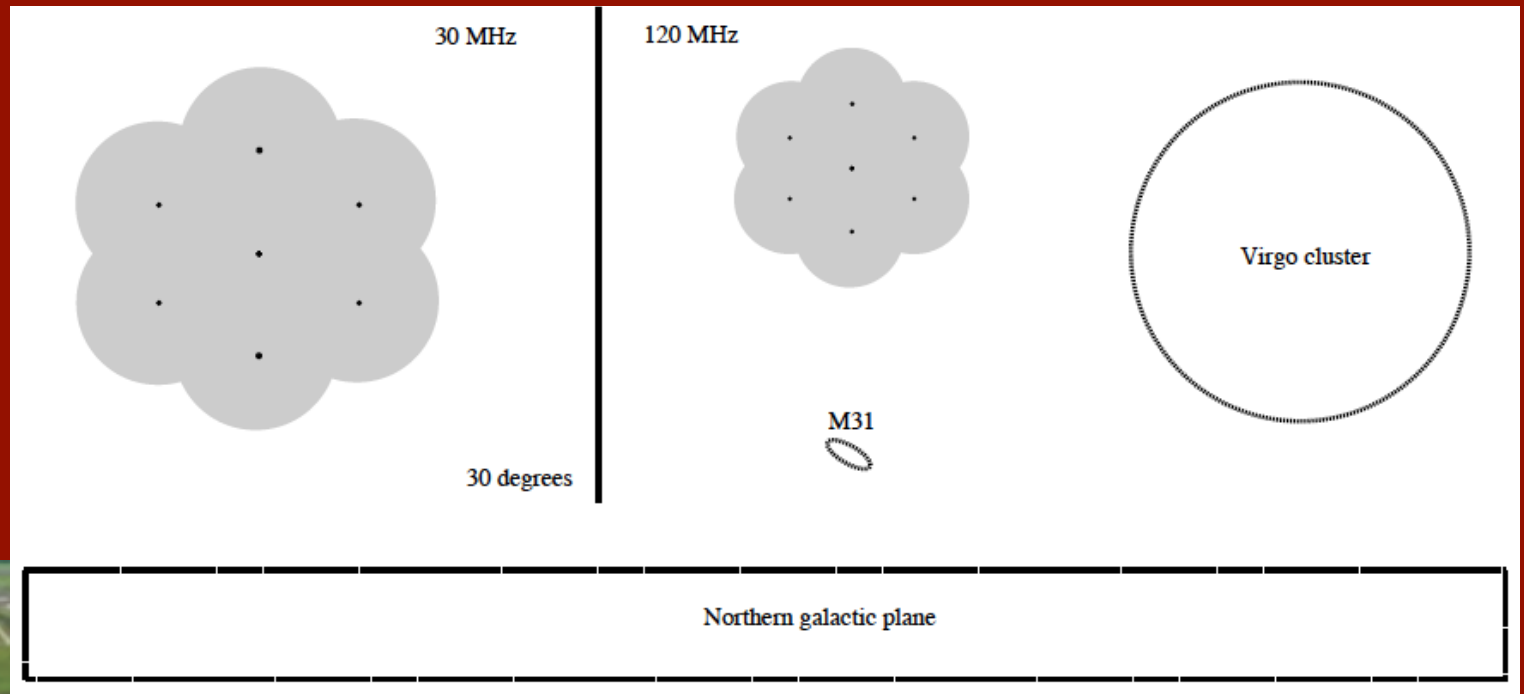 30 MHz
120 MHz
Virgo cluster
M31
30 degrees
Northern galactic plane